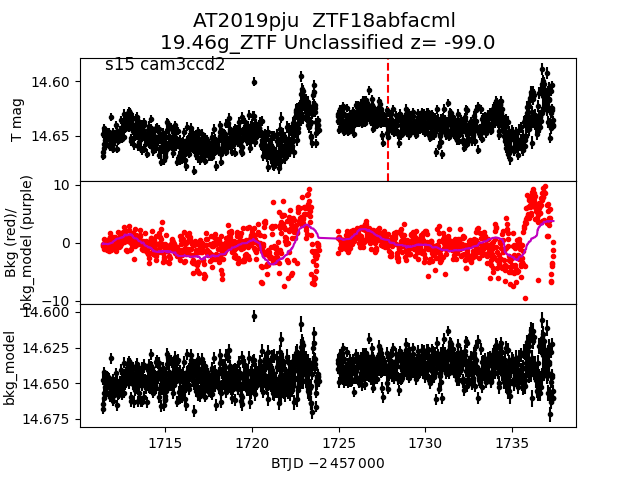 AT2019pju  ZTF18abfacml
19.46g_ZTF Unclassified z= -99.0
s15 cam3ccd2
14.60
14.65
T mag
10
0
−10
Bkg (red)/
bkg_model (purple)
14.600
14.625
14.650
14.675
bkg_model
1715
1720
1725
1730
1735
BTJD −2 457 000